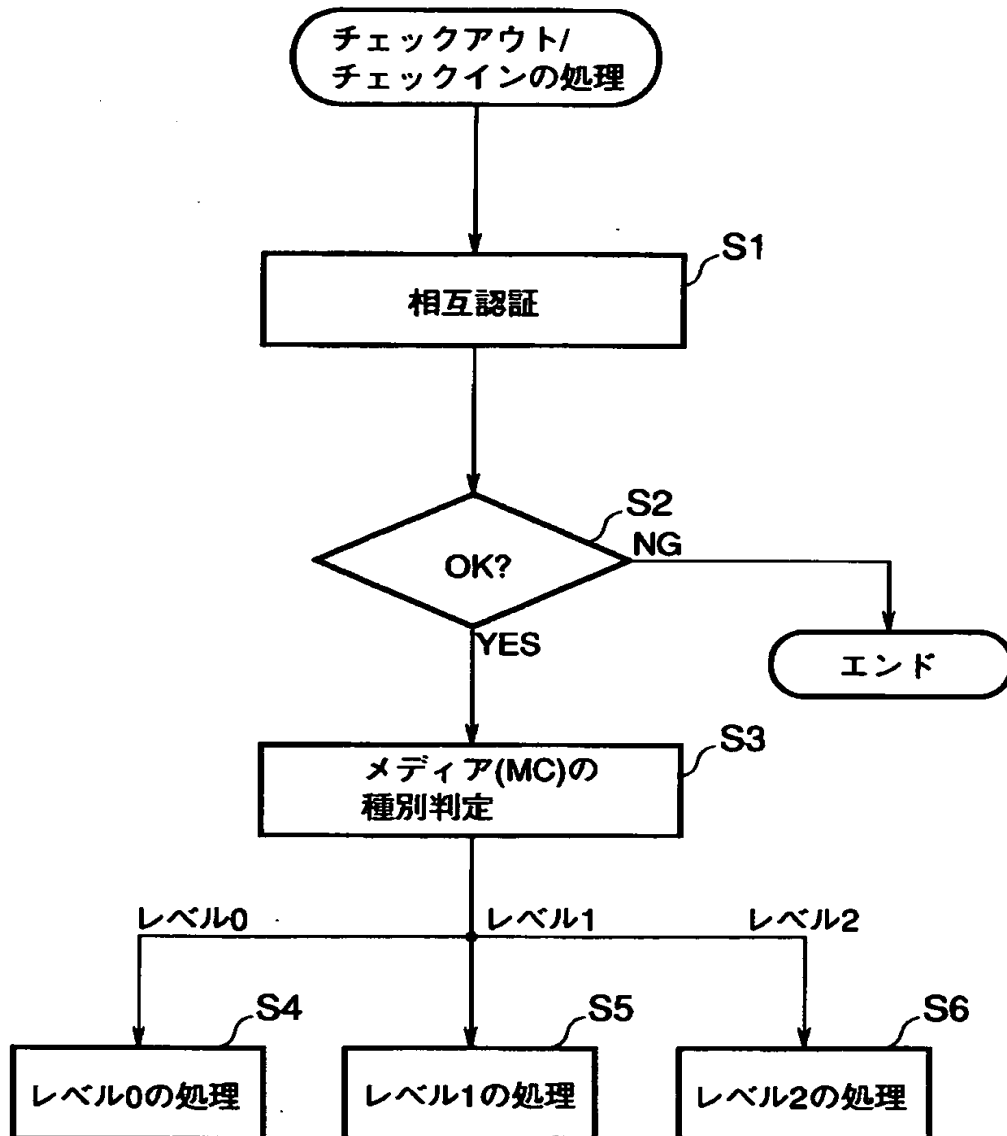 チェックアウト/
チェックインの処理
S1
相互認証
S2
OK?
NG
YES
エンド
S3
メディア(MC)の
種別判定
レベル0
レベル1
レベル2
S4
S5
S6
レベル0の処理
レベル1の処理
レベル2の処理